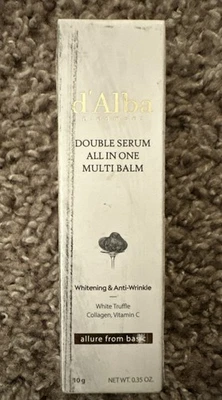 d'Alba
DOUBLE SERUM
ALL IN ONE
MULTI BALM
Whitening & Anti-Wrinkle
White Truffle
Collagen, Vitamin C
allure from basic
10 g
NET WT. 0.35 OZ.